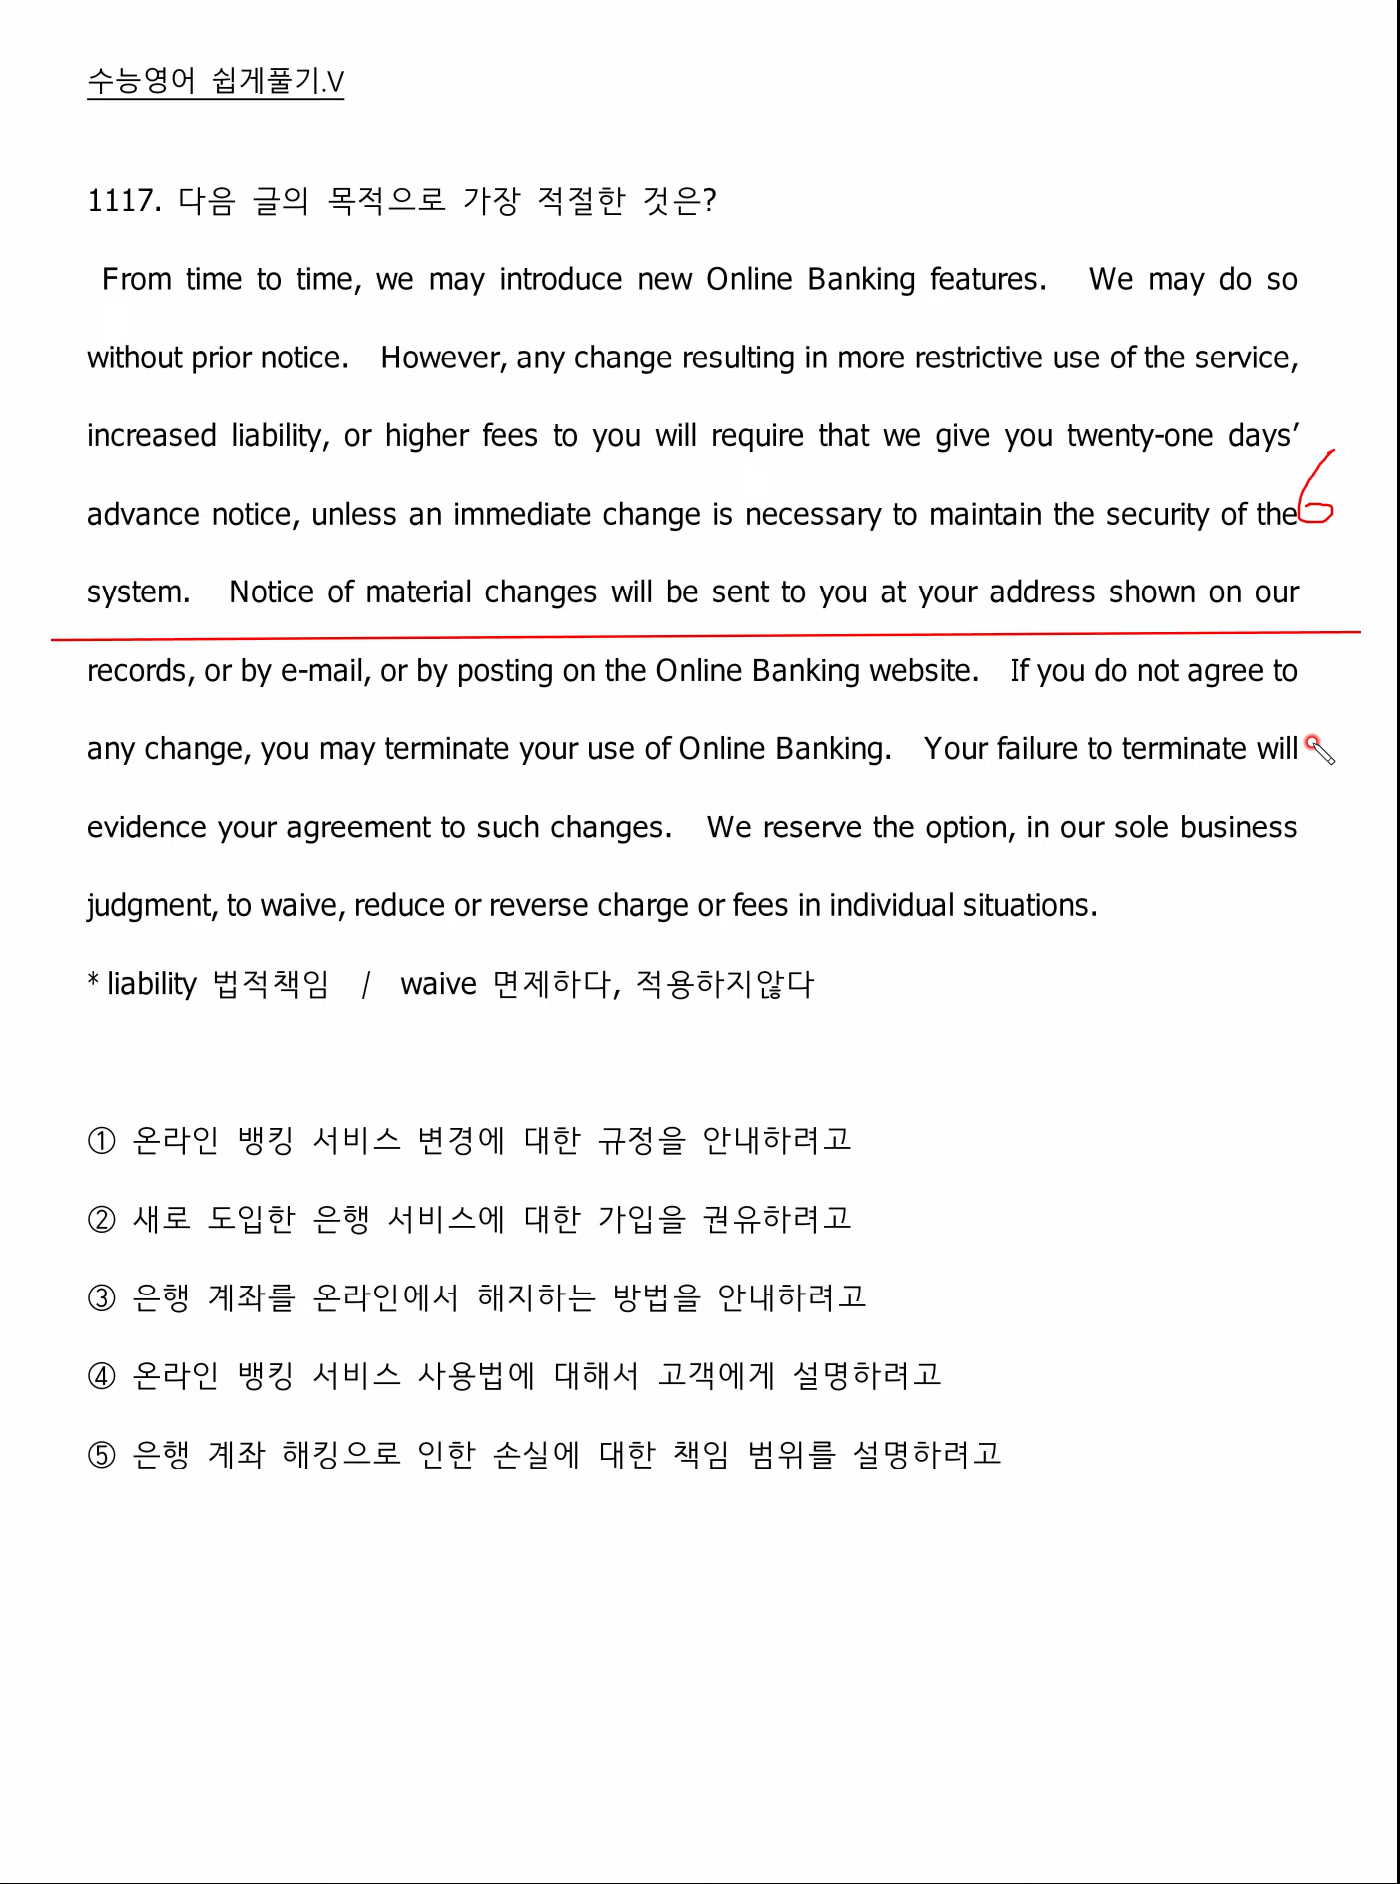 수능영어 쉽게풀기.V
1117. 다음 글의 목적으로 가장 적절한 것은?
From time to time, we may introduce new Online Banking features. We may do so
without prior notice. However, any change resulting in more restrictive use of the service,
increased liability, or higher fees to you will require that we give you twenty-one days’
advance notice, unless an immediate change is necessary to maintain the security of the
6
system. Notice of material changes will be sent to you at your address shown on our
records, or by e-mail, or by posting on the Online Banking website. If you do not agree to
any change, you may terminate your use of Online Banking. Your failure to terminate will
evidence your agreement to such changes. We reserve the option, in our sole business
judgment, to waive, reduce or reverse charge or fees in individual situations.
* liability 법적책임 / waive 면제하다, 적용하지않다
① 온라인 뱅킹 서비스 변경에 대한 규정을 안내하려고
② 새로 도입한 은행 서비스에 대한 가입을 권유하려고
③ 은행 계좌를 온라인에서 해지하는 방법을 안내하려고
④ 온라인 뱅킹 서비스 사용법에 대해서 고객에게 설명하려고
⑤ 은행 계좌 해킹으로 인한 손실에 대한 책임 범위를 설명하려고